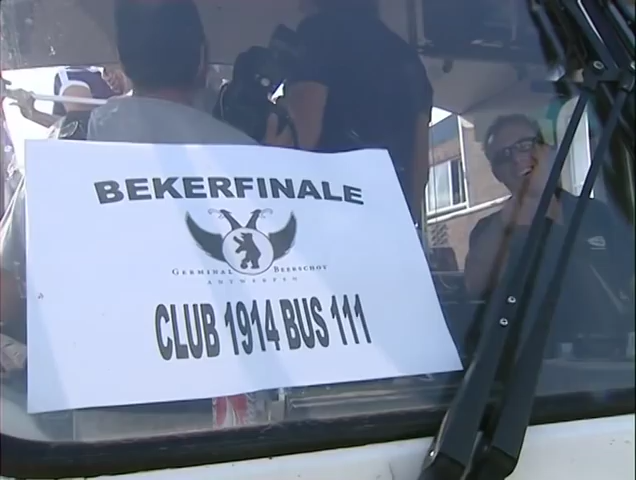 BEKERFINALE
GERMINAL BEERSCHOT
ANTWERPEN
CLUB 1914 BUS 111